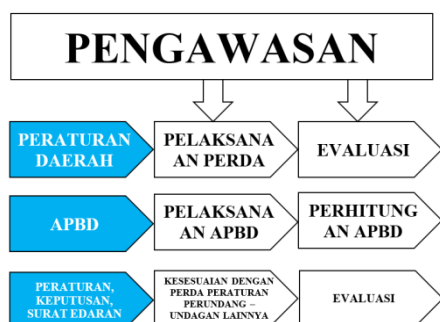 PENGAWASAN
PERATURAN
DAERAH
PELAKSANA
AN PERDA
EVALUASI
APBD
PELAKSANA
AN APBD
PERHITUNG
AN APBD
PERATURAN,
KEPUTUSAN,
SURAT EDARAN
KESESUAIAN DENGAN
PERDA PERATURAN
PERUNDANG –
UNDAGAN LAINNYA
EVALUASI